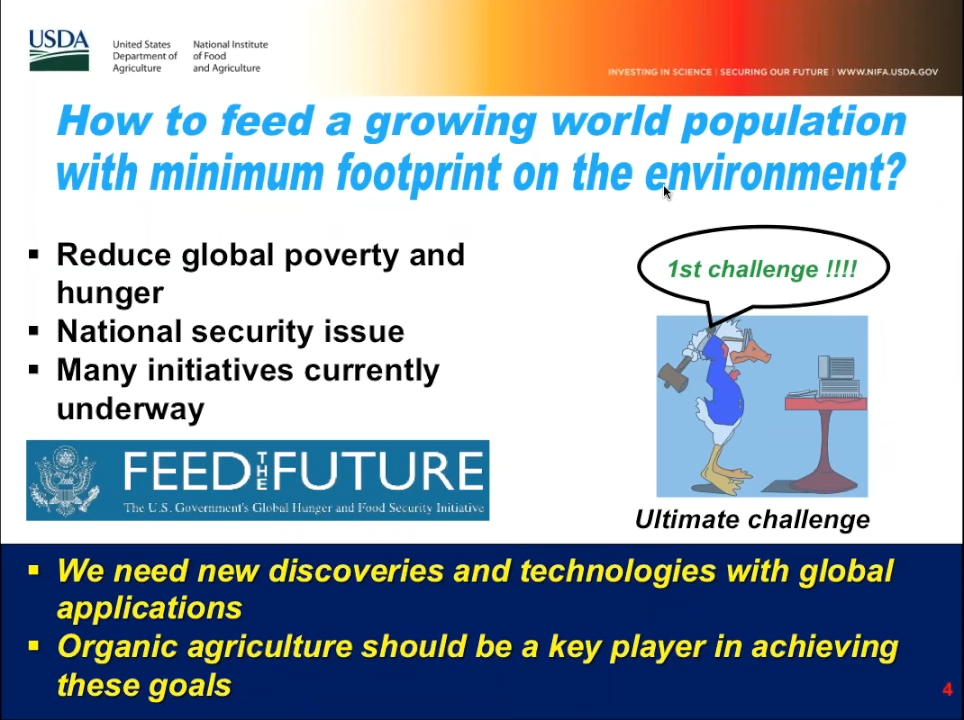 USDA
United States
Department of
Agriculture
National Institute
of Food
and Agriculture
INVESTING IN SCIENCE | SECURING OUR FUTURE | WWW.NIFA.USDA.GOV
How to feed a growing world population
with minimum footprint on the environment?
▪ Reduce global poverty and
hunger
▪ National security issue
▪ Many initiatives currently
underway
1st challenge !!!!
FEED THE FUTURE
The U.S. Government's Global Hunger and Food Security Initiative
Ultimate challenge
▪ We need new discoveries and technologies with global
applications
▪ Organic agriculture should be a key player in achieving
these goals
4